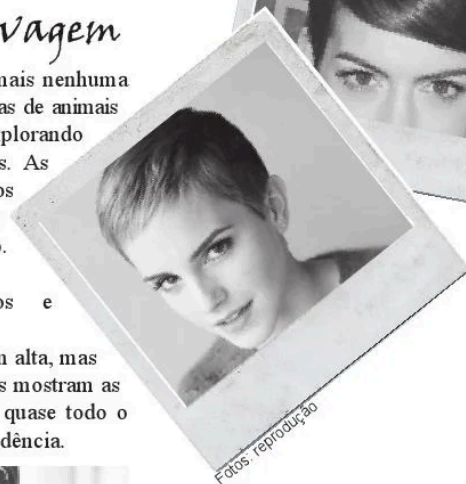 vagem
mais nenhuma
as de animais
plorando
s. As
os
o.
os e
m alta, mas
s mostram as
quase todo o
dência.
Fotos: reprodução